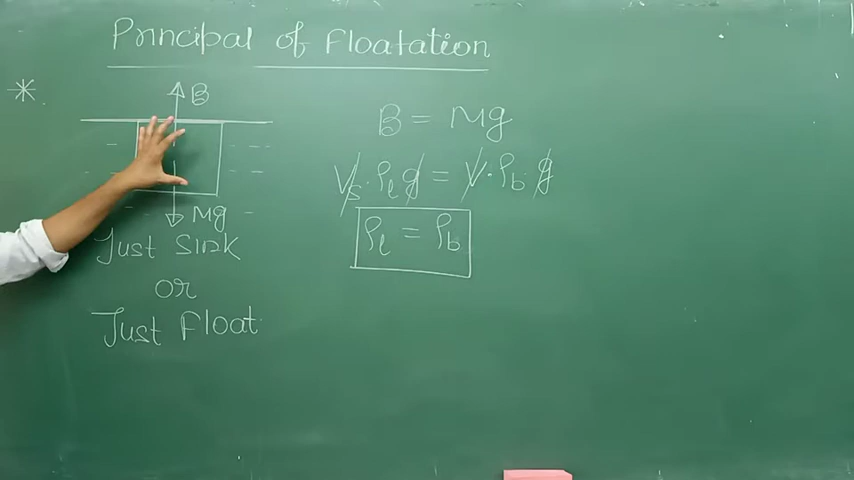 Principal of Floatation
*
B
Mg
Just Sink
or
Just Float
B = Mg
Vs · ρl g = V · ρb · g
ρl = ρb